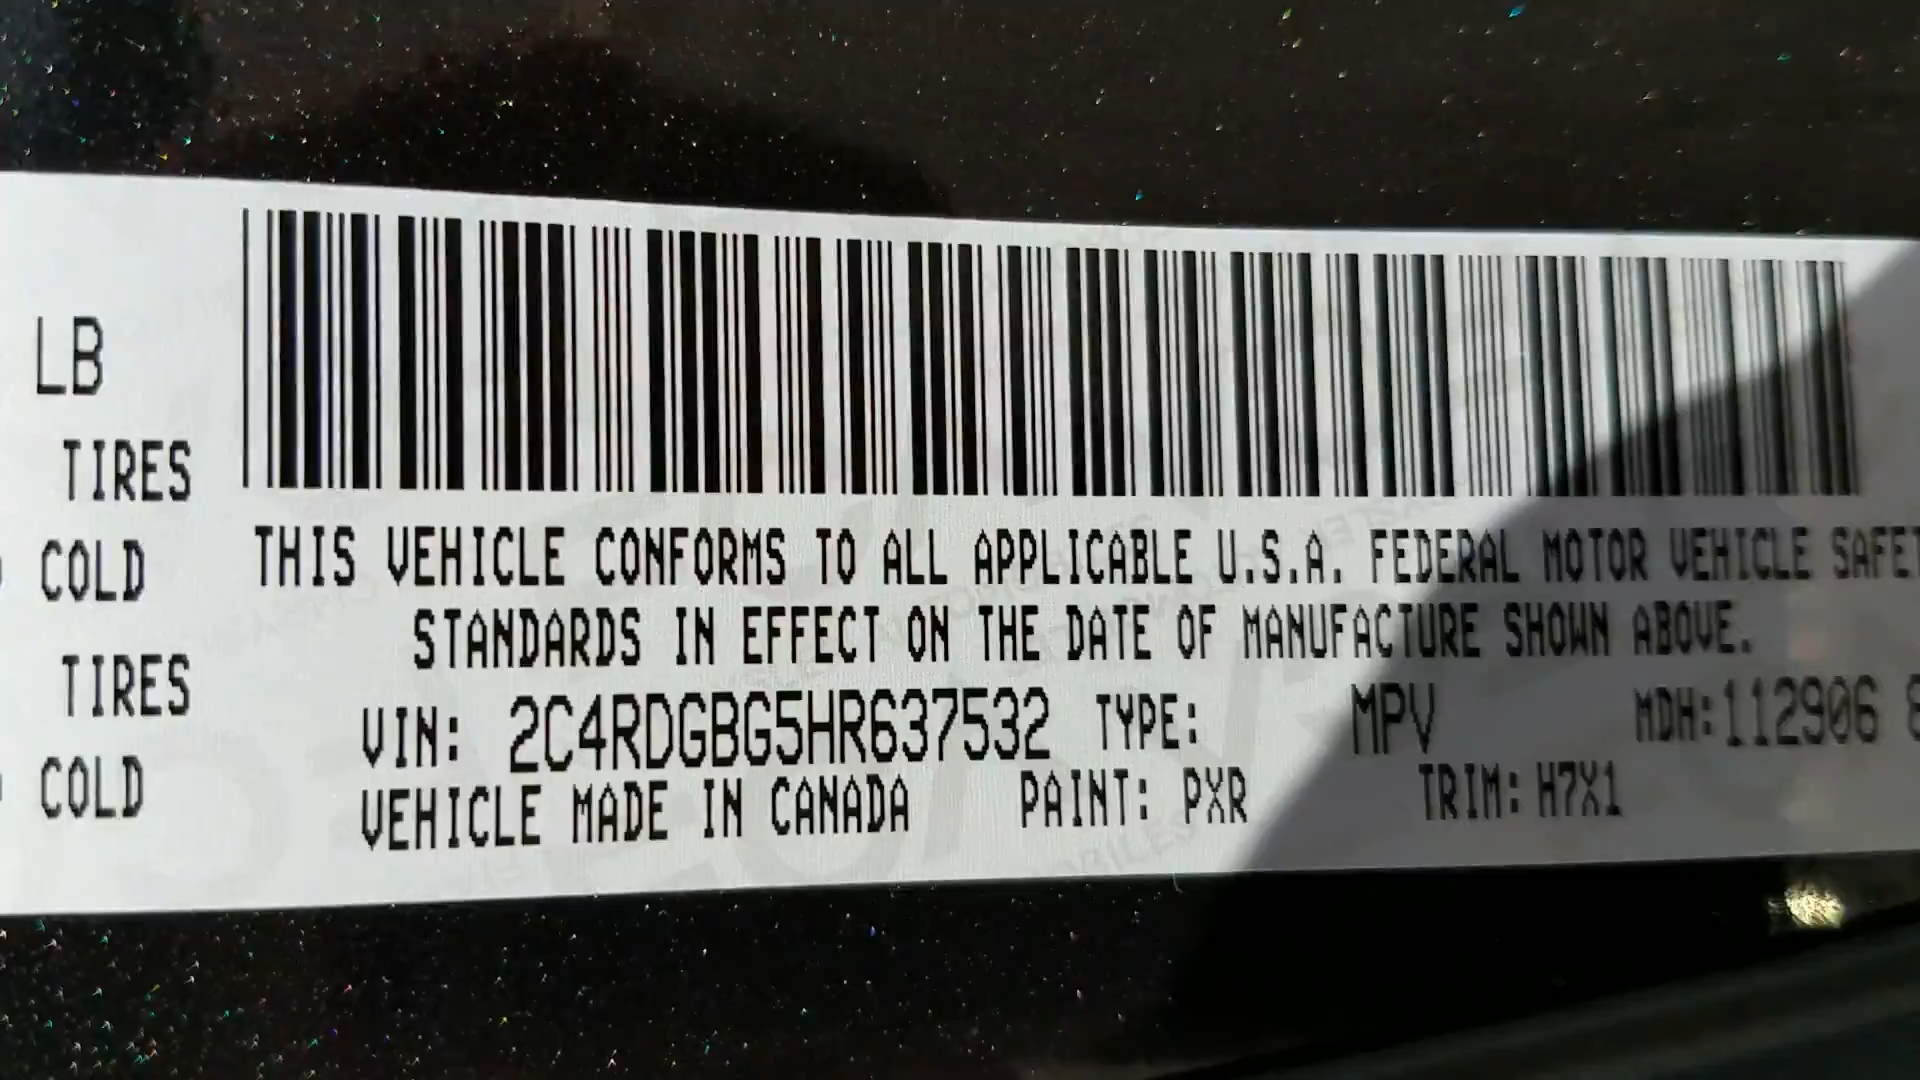 LB
TIRES
COLD
TIRES
COLD
THIS VEHICLE CONFORMS TO ALL APPLICABLE U.S.A. FEDERAL MOTOR VEHICLE SAFET
STANDARDS IN EFFECT ON THE DATE OF MANUFACTURE SHOWN ABOVE.
VIN: 2C4RDGBG5HR637532 TYPE: MPV MDH:112906
VEHICLE MADE IN CANADA PAINT: PXR TRIM: H7X1